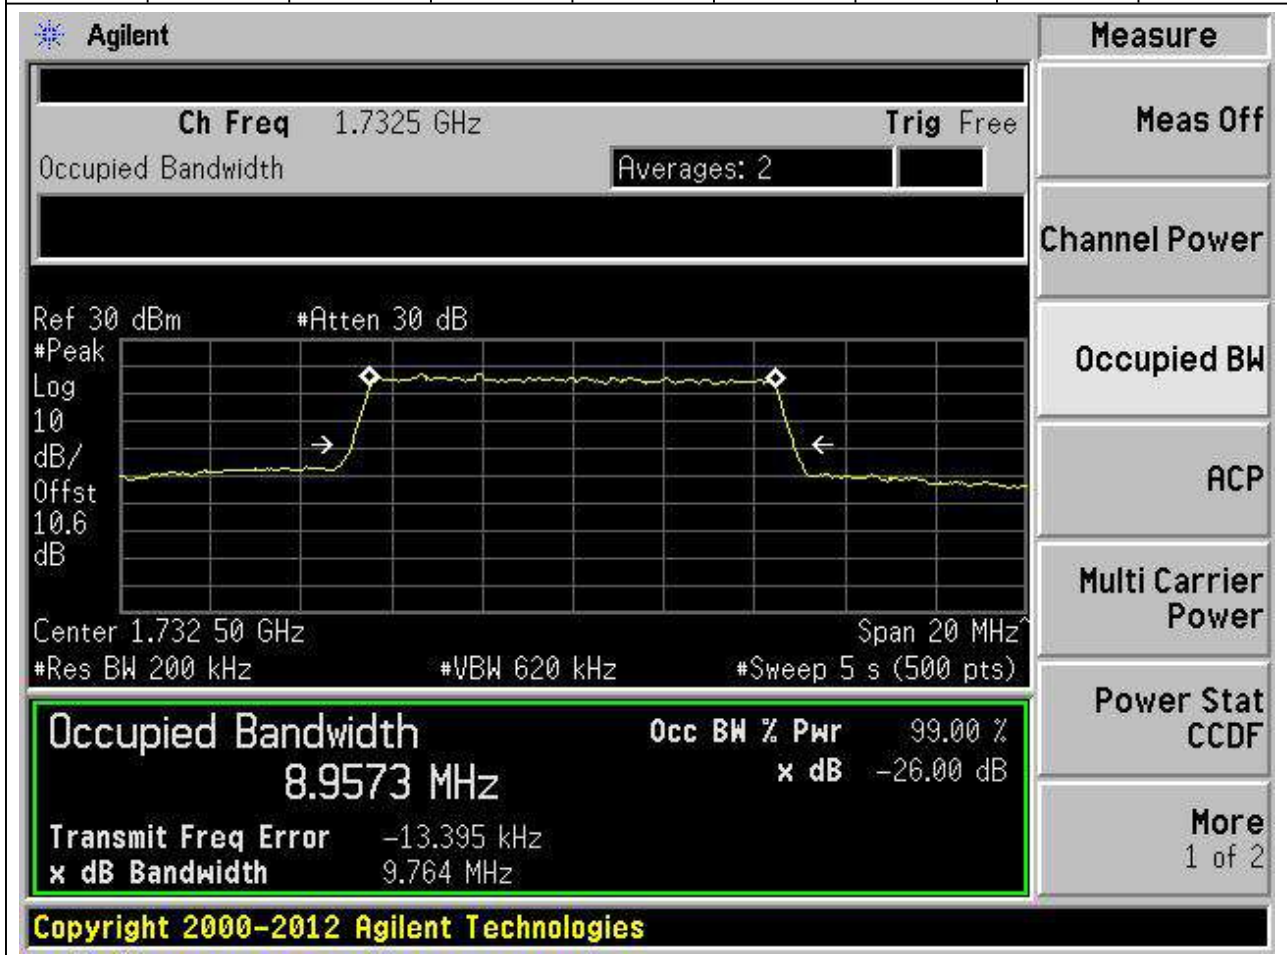 Agilent
Measure
Ch Freq 1.7325 GHz Trig Free
Occupied Bandwidth Averages: 2
Ref 30 dBm #Atten 30 dB
#Peak
Log
10
dB/
Offst
10.6
dB
Center 1.732 50 GHz Span 20 MHz^
#Res BW 200 kHz #VBW 620 kHz #Sweep 5 s (500 pts)
Occupied Bandwidth
8.9573 MHz
Occ BW % Pwr 99.00 %
x dB -26.00 dB
Transmit Freq Error -13.395 kHz
x dB Bandwidth 9.764 MHz
Copyright 2000-2012 Agilent Technologies
Meas Off
Channel Power
Occupied BW
ACP
Multi Carrier
Power
Power Stat
CCDF
More
1 of 2